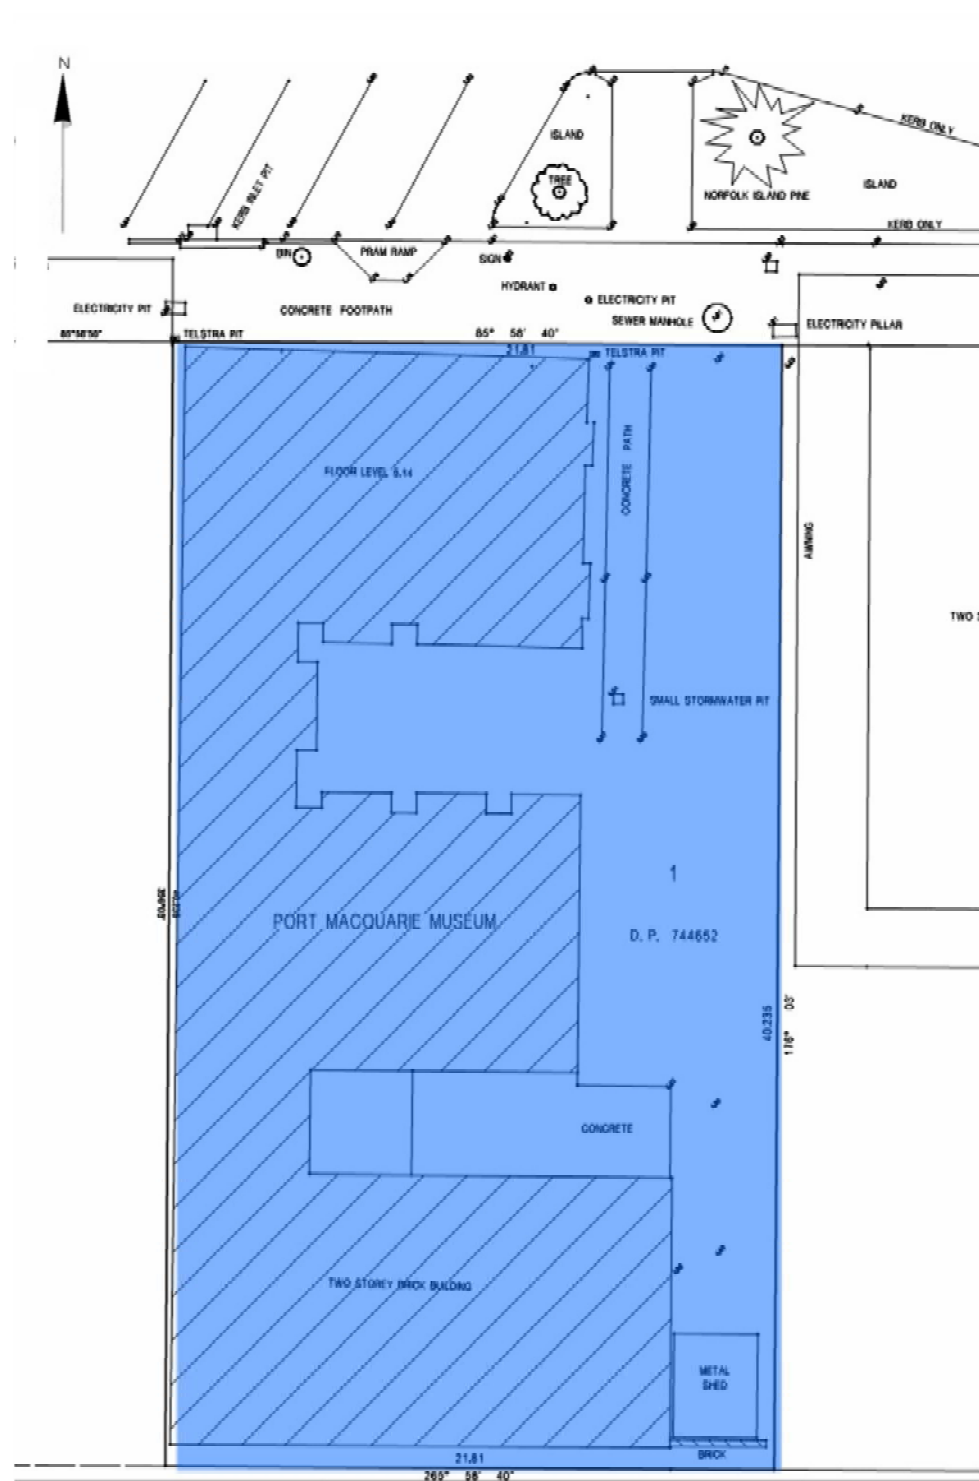 N
KERB ONLY
ISLAND
TREE
KERB INLET PIT
NORFOLK ISLAND PINE
ISLAND
KERB ONLY
BIN
PRAM RAMP
SIGN
HYDRANT
ELECTRICITY PIT
ELECTRICITY PIT
CONCRETE FOOTPATH
SEWER MANHOLE
ELECTRICITY PILLAR
TELSTRA PIT
85° 58' 40"
21.81
TELSTRA PIT
FLOOR LEVEL 9.14
CONCRETE PATH
AWNING
TWO
SMALL STORMWATER PIT
1
PORT MACQUARIE MUSEUM
D.P. 744652
40.235
176° 03'
CONCRETE
TWO STOREY BRICK BUILDING
METAL
SHED
BRICK
21.81
265° 58' 40"